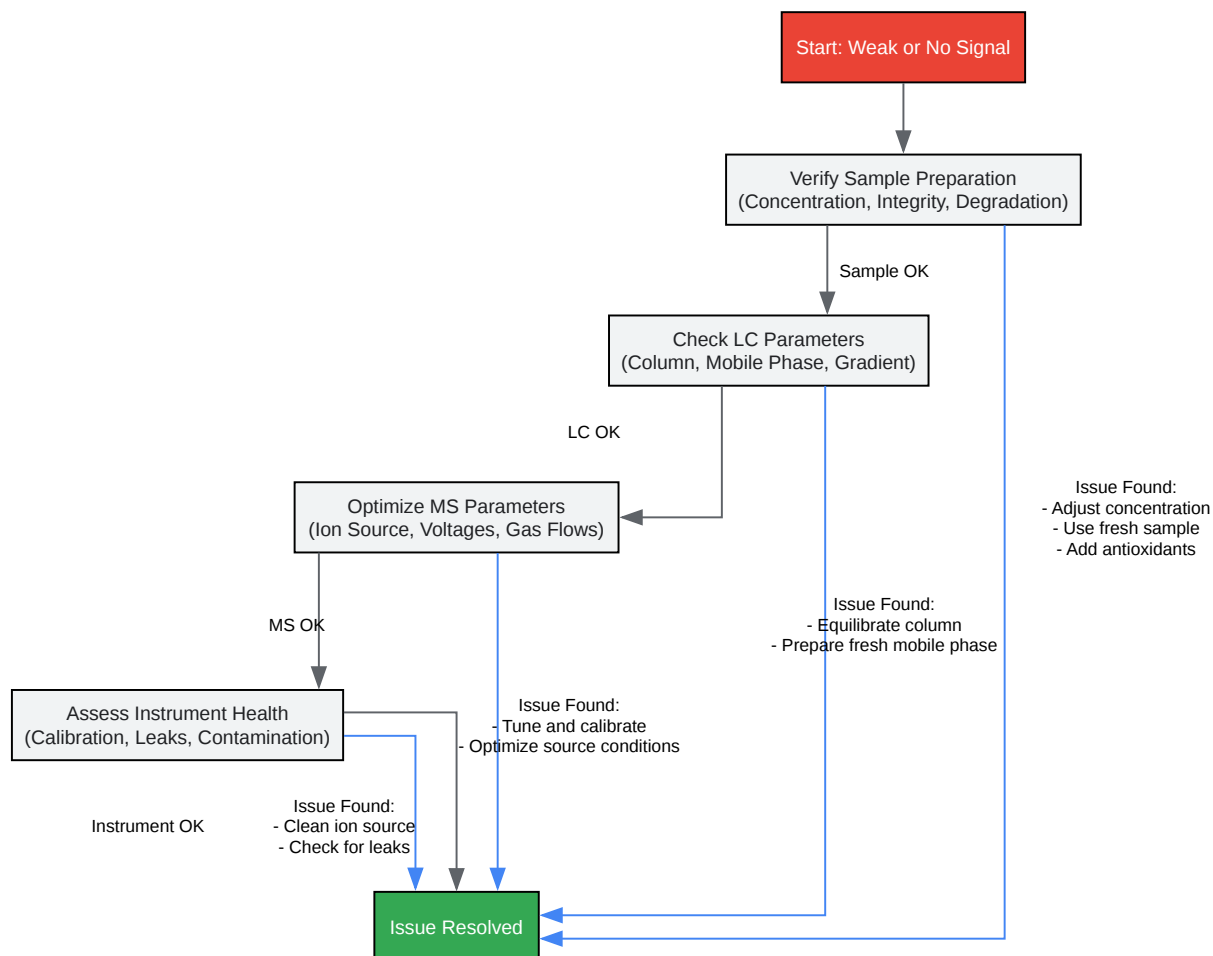 Start: Weak or No Signal
Verify Sample Preparation
(Concentration, Integrity, Degradation)
Sample OK
Check LC Parameters
(Column, Mobile Phase, Gradient)
LC OK
Issue Found:
- Adjust concentration
- Use fresh sample
- Add antioxidants
Optimize MS Parameters
(Ion Source, Voltages, Gas Flows)
Issue Found:
- Equilibrate column
- Prepare fresh mobile phase
MS OK
Assess Instrument Health
(Calibration, Leaks, Contamination)
Issue Found:
- Tune and calibrate
- Optimize source conditions
Instrument OK
Issue Found:
- Clean ion source
- Check for leaks
Issue Resolved